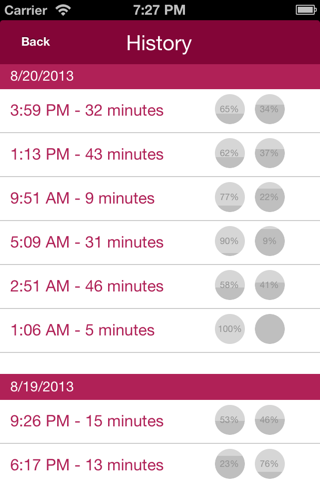 Carrier 7:27 PM
Back History
8/20/2013
3:59 PM - 32 minutes 65% 34%
1:13 PM - 43 minutes 62% 37%
9:51 AM - 9 minutes 77% 22%
5:09 AM - 31 minutes 90% 9%
2:51 AM - 46 minutes 58% 41%
1:06 AM - 5 minutes 100%
8/19/2013
9:26 PM - 15 minutes 53% 46%
6:17 PM - 13 minutes 23% 76%